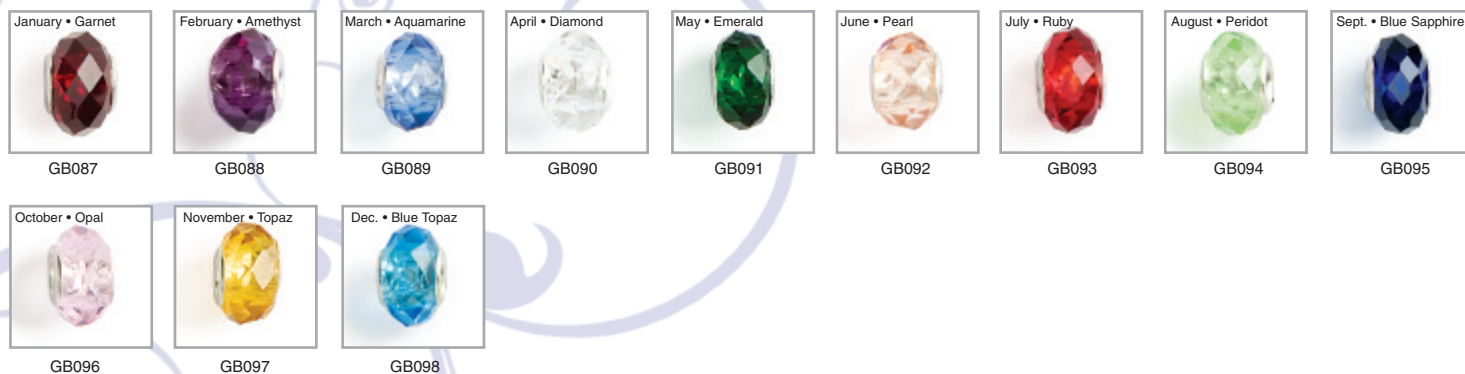 January • Garnet
February • Amethyst
March • Aquamarine
April • Diamond
May • Emerald
June • Pearl
July • Ruby
August • Peridot
Sept. • Blue Sapphire
GB087
GB088
GB089
GB090
GB091
GB092
GB093
GB094
GB095
October • Opal
November • Topaz
Dec. • Blue Topaz
GB096
GB097
GB098